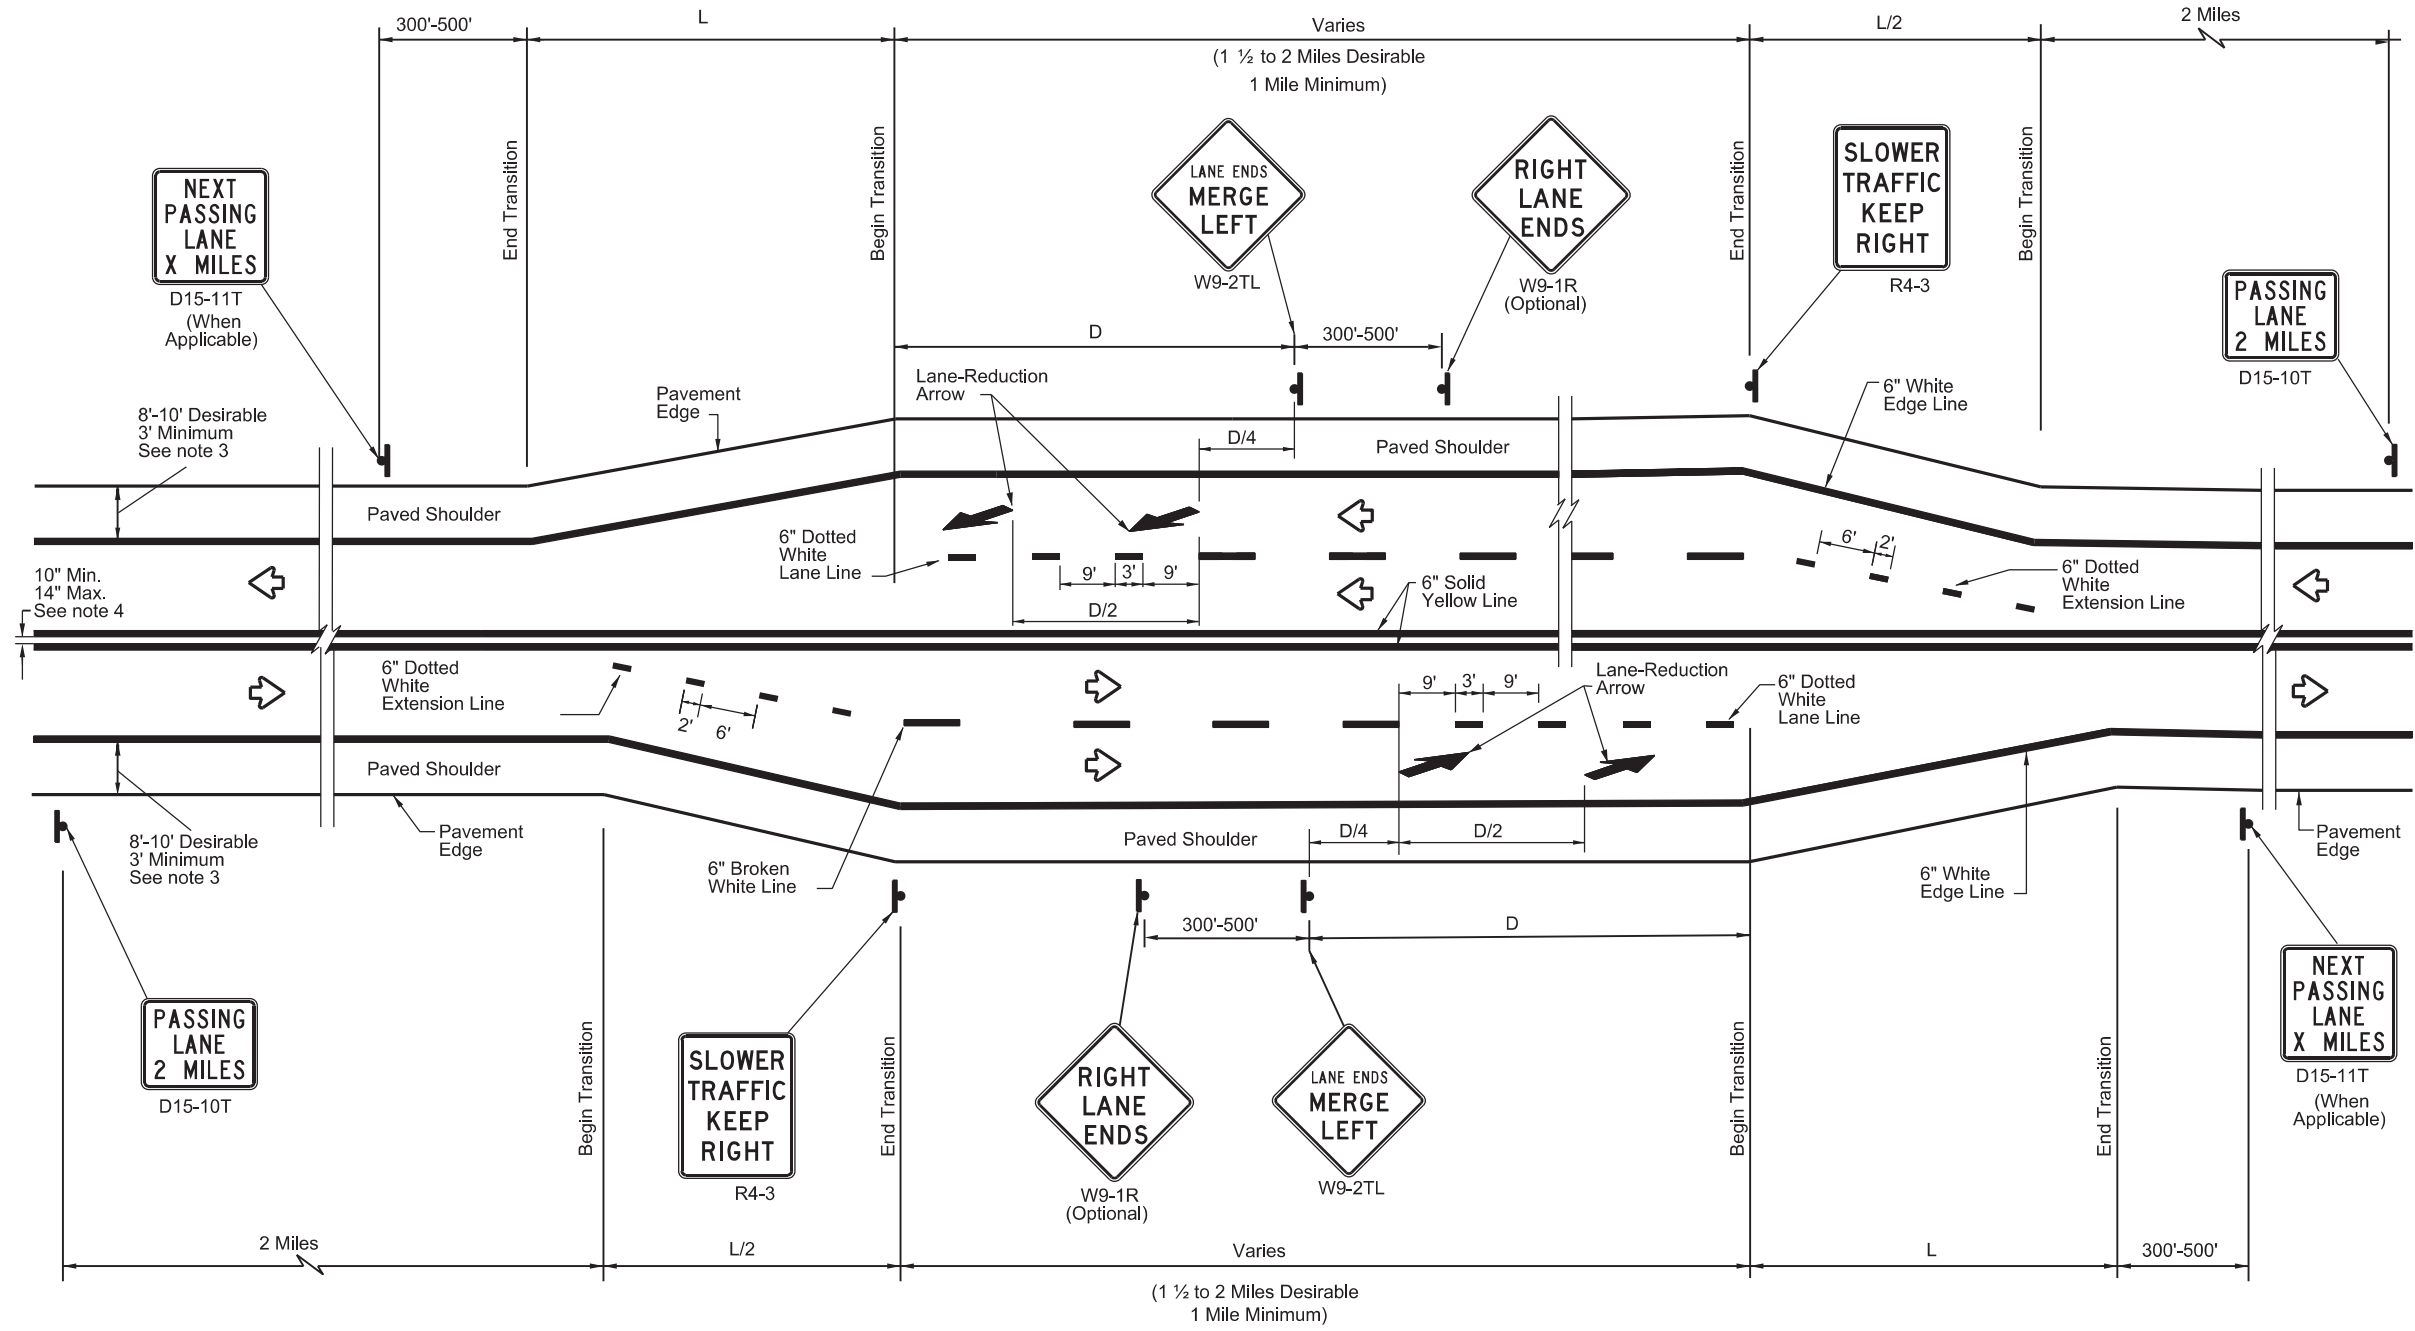 300'-500'
L
Varies
(1 ½ to 2 Miles Desirable
1 Mile Minimum)
L/2
2 Miles
End Transition
Begin Transition
End Transition
Begin Transition
NEXT
PASSING
LANE
X MILES
D15-11T
(When
Applicable)
LANE ENDS
MERGE
LEFT
W9-2TL
RIGHT
LANE
ENDS
W9-1R
(Optional)
SLOWER
TRAFFIC
KEEP
RIGHT
R4-3
PASSING
LANE
2 MILES
D15-10T
D
300'-500'
Lane-Reduction
Arrow
Pavement
Edge
8'-10' Desirable
3' Minimum
See note 3
D/4
Paved Shoulder
6" White
Edge Line
Paved Shoulder
6" Dotted
White
Lane Line
9'
3'
9'
D/2
6" Solid
Yellow Line
6'
2'
6" Dotted
White
Extension Line
10" Min.
14" Max.
See note 4
6" Dotted
White
Extension Line
2'
6'
9'
3'
9'
Lane-Reduction
Arrow
6" Dotted
White
Lane Line
Paved Shoulder
8'-10' Desirable
3' Minimum
See note 3
Pavement
Edge
6" Broken
White Line
Paved Shoulder
D/4
D/2
6" White
Edge Line
Pavement
Edge
300'-500'
D
PASSING
LANE
2 MILES
D15-10T
Begin Transition
SLOWER
TRAFFIC
KEEP
RIGHT
R4-3
End Transition
RIGHT
LANE
ENDS
W9-1R
(Optional)
LANE ENDS
MERGE
LEFT
W9-2TL
Begin Transition
End Transition
NEXT
PASSING
LANE
X MILES
D15-11T
(When
Applicable)
2 Miles
L/2
Varies
(1 ½ to 2 Miles Desirable
1 Mile Minimum)
L
300'-500'